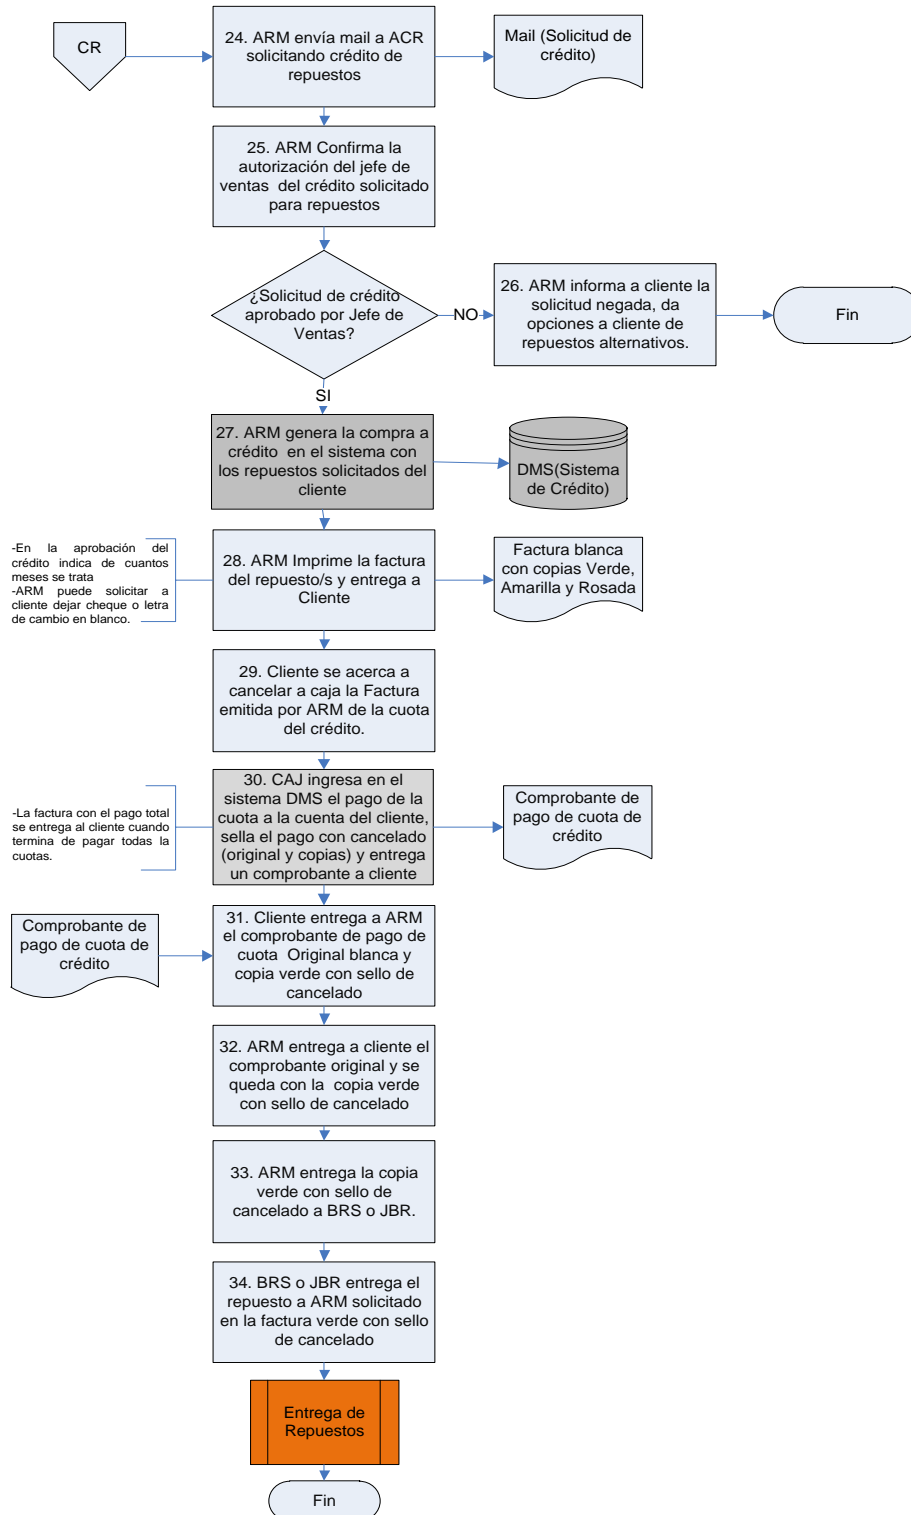 CR
24. ARM envía mail a ACR
solicitando crédito de
repuestos
Mail (Solicitud de
crédito)
25. ARM Confirma la
autorización del jefe de
ventas del crédito solicitado
para repuestos
¿Solicitud de crédito
aprobado por Jefe de
Ventas?
NO
26. ARM informa a cliente la
solicitud negada, da
opciones a cliente de
repuestos alternativos.
Fin
SI
27. ARM genera la compra a
crédito en el sistema con
los repuestos solicitados del
cliente
DMS(Sistema
de Crédito)
-En la aprobación del
crédito indica de cuantos
meses se trata
-ARM puede solicitar a
cliente dejar cheque o letra
de cambio en blanco.
28. ARM Imprime la factura
del repuesto/s y entrega a
Cliente
Factura blanca
con copias Verde,
Amarilla y Rosada
29. Cliente se acerca a
cancelar a caja la Factura
emitida por ARM de la cuota
del crédito.
-La factura con el pago total
se entrega al cliente cuando
termina de pagar todas la
cuotas.
30. CAJ ingresa en el
sistema DMS el pago de la
cuota a la cuenta del cliente,
sella el pago con cancelado
(original y copias) y entrega
un comprobante a cliente
Comprobante de
pago de cuota de
crédito
Comprobante de
pago de cuota de
crédito
31. Cliente entrega a ARM
el comprobante de pago de
cuota Original blanca y
copia verde con sello de
cancelado
32. ARM entrega a cliente el
comprobante original y se
queda con la copia verde
con sello de cancelado
33. ARM entrega la copia
verde con sello de
cancelado a BRS o JBR.
34. BRS o JBR entrega el
repuesto a ARM solicitado
en la factura verde con sello
de cancelado
Entrega de
Repuestos
Fin